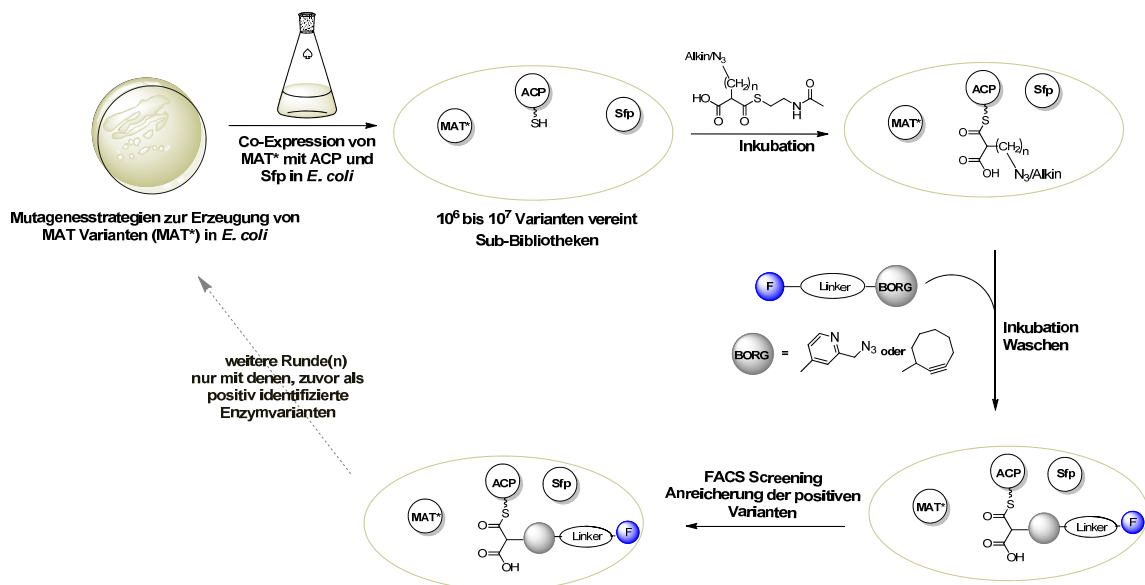 Mutagenesstrategien zur Erzeugung von
MAT Varianten (MAT*) in E. coli
Co-Expression von
MAT* mit ACP und
Sfp in E. coli
ACP
SH
MAT*
Sfp
10⁶ bis 10⁷ Varianten vereint
Sub-Bibliotheken
Alkin/N₃
(CH₂)n
HO
O
O
S
N
H
O
Inkubation
ACP
Sfp
MAT*
S
O
(CH₂)n
O
OH
N₃/Alkin
F
Linker
BORG
BORG
=
N
N₃
oder
Inkubation
Waschen
ACP
Sfp
MAT*
S
O
O
OH
Linker
F
FACS Screening
Anreicherung der positiven
Varianten
ACP
Sfp
MAT*
S
O
O
OH
Linker
F
weitere Runde(n)
nur mit denen, zuvor als
positiv identifizierte
Enzymvarianten